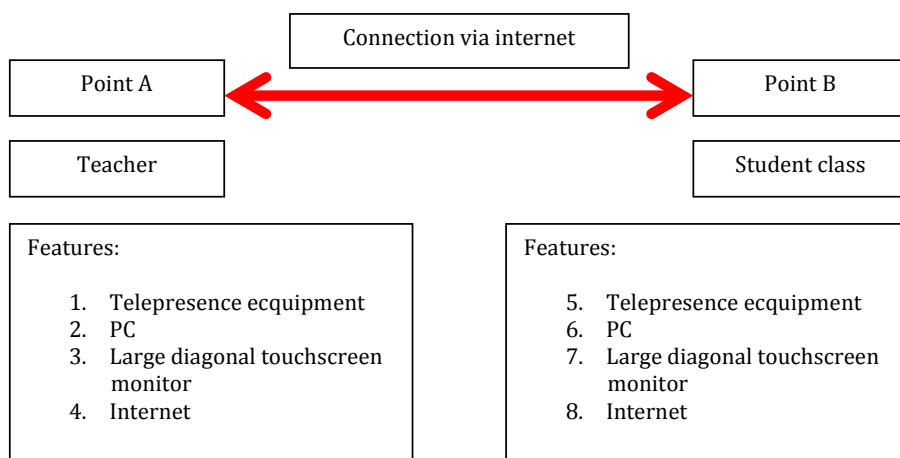 Connection via internet
Point A
Point B
Teacher
Student class
Features:
1. Telepresence ecquipment
2. PC
3. Large diagonal touchscreen
monitor
4. Internet
Features:
5. Telepresence ecquipment
6. PC
7. Large diagonal touchscreen
monitor
8. Internet